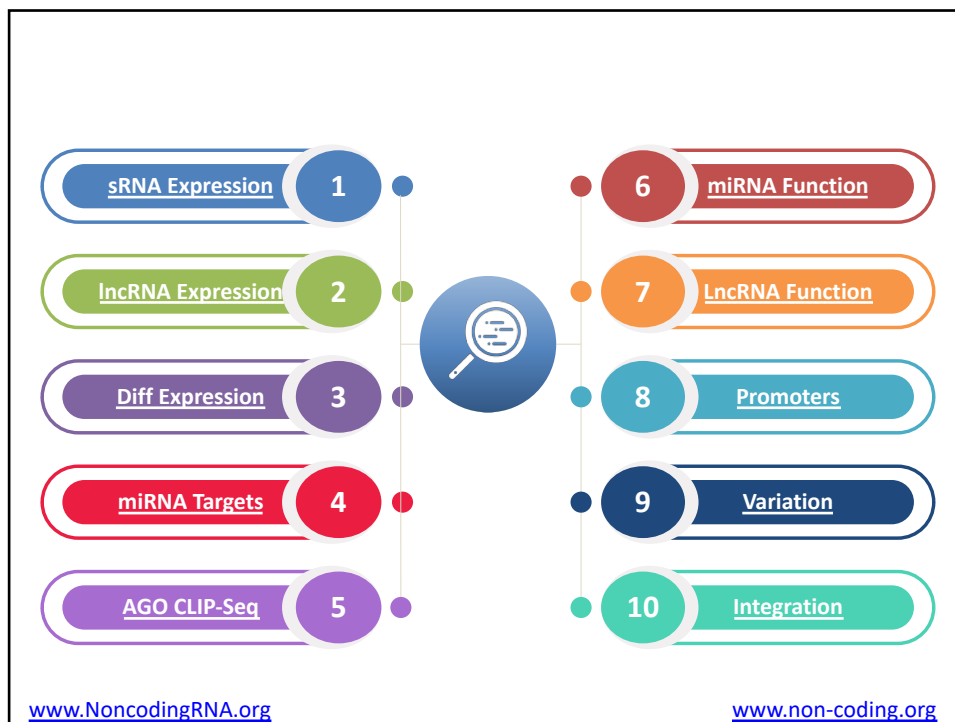 sRNA Expression 1
lncRNA Expression 2
Diff Expression 3
miRNA Targets 4
AGO CLIP-Seq 5
6 miRNA Function
7 LncRNA Function
8 Promoters
9 Variation
10 Integration
www.NoncodingRNA.org
www.non-coding.org